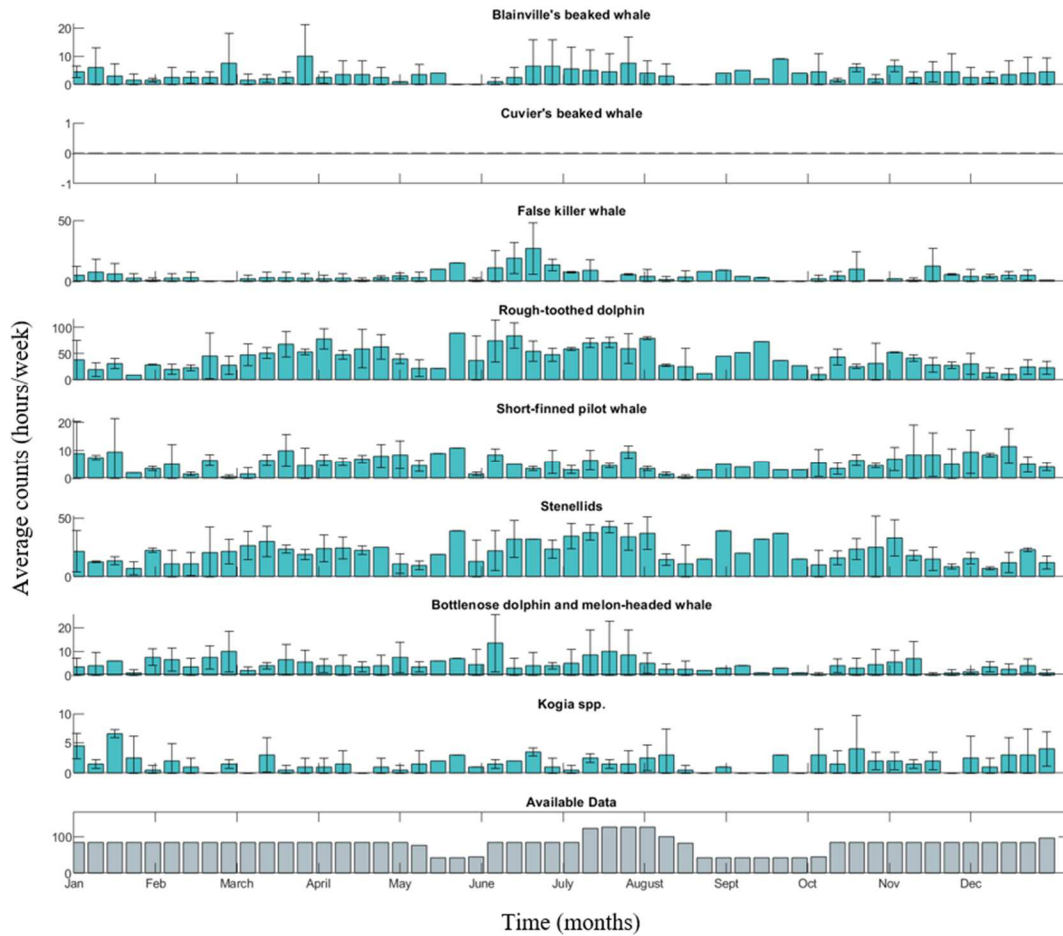 Blainville's beaked whale
20
10
0
Cuvier's beaked whale
1
0
-1
False killer whale
50
0
Rough-toothed dolphin
100
50
0
Short-finned pilot whale
20
10
0
Stenellids
50
0
Bottlenose dolphin and melon-headed whale
20
10
0
Kogia spp.
10
5
0
Available Data
100
0
Jan Feb March April May June July August Sept Oct Nov Dec
Average counts (hours/week)
Time (months)